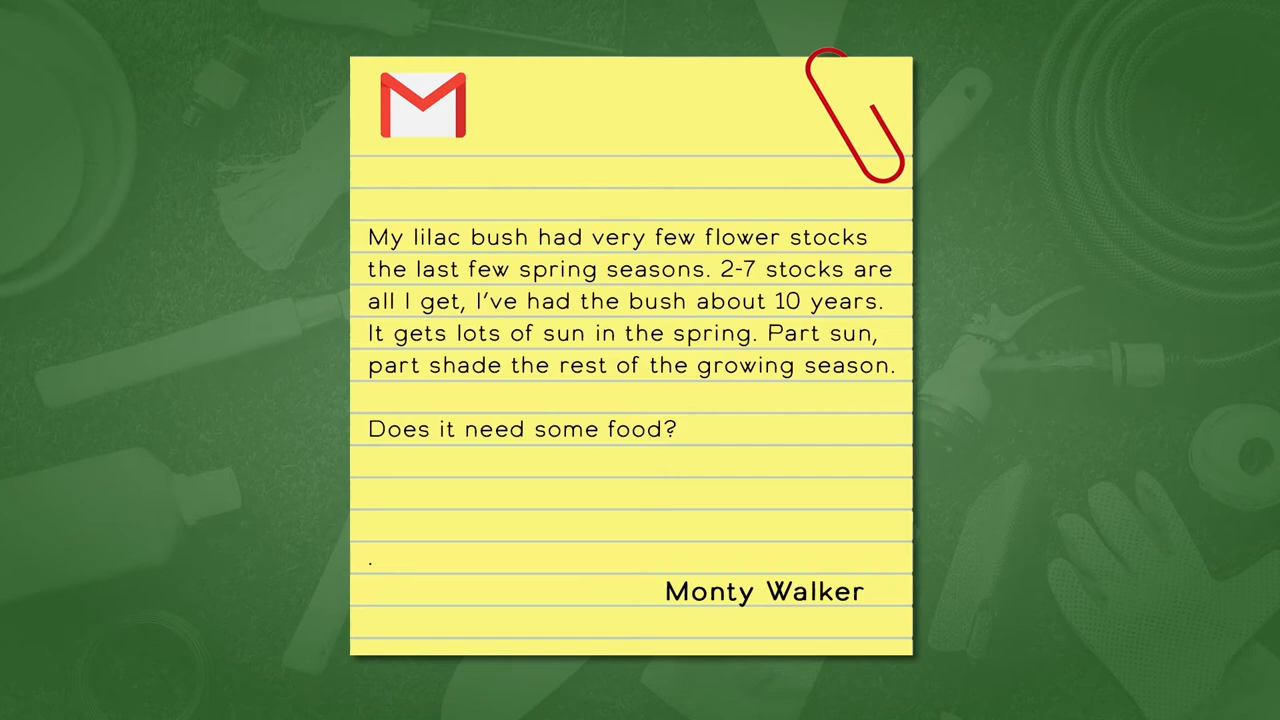 My lilac bush had very few flower stocks
the last few spring seasons. 2-7 stocks are
all I get, I've had the bush about 10 years.
It gets lots of sun in the spring. Part sun,
part shade the rest of the growing season.
Does it need some food?
.
Monty Walker